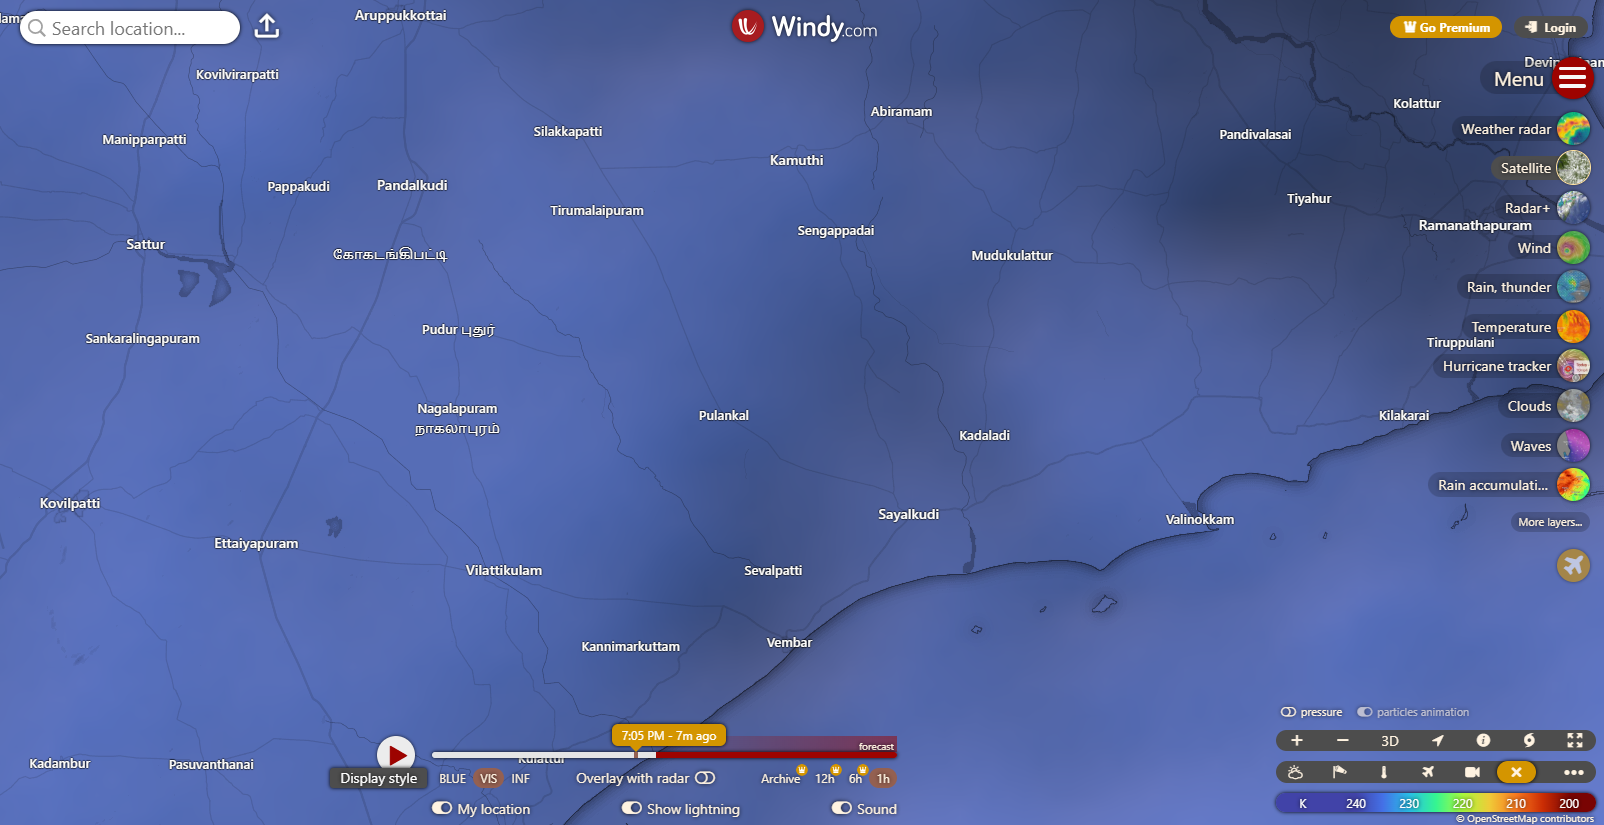 Search location...
Aruppukkottai
Windy.com
Go Premium
Login
Kovilvirarpatti
Menu
Kolattur
Abiramam
Weather radar
Silakkapatti
Pandivalasai
Manipparpatti
Kamuthi
Satellite
Pappakudi
Pandalkudi
Tirumalaipuram
Tiyahur
Radar+
Ramanathapuram
Sengappadai
Sattur
Wind
கோகடங்கிபட்டி
Mudukulattur
Rain, thunder
Temperature
Pudur புதுர்
Sankaralingapuram
Tiruppulani
Hurricane tracker
Clouds
Nagalapuram
நாகலாபுரம்
Pulankal
Kilakarai
Kadaladi
Waves
Rain accumulati...
Kovilpatti
Sayalkudi
Valinokkam
More layers...
Ettaiyapuram
Vilattikulam
Sevalpatti
Kannimarkuttam
Vembar
pressure
particles animation
7:05 PM - 7m ago
forecast
3D
Kadambur
Pasuvanthanai
Display style
BLUE
VIS
INF
Overlay with radar
Archive
12h
6h
1h
My location
Show lightning
Sound
K 240 230 220 210 200
© OpenStreetMap contributors